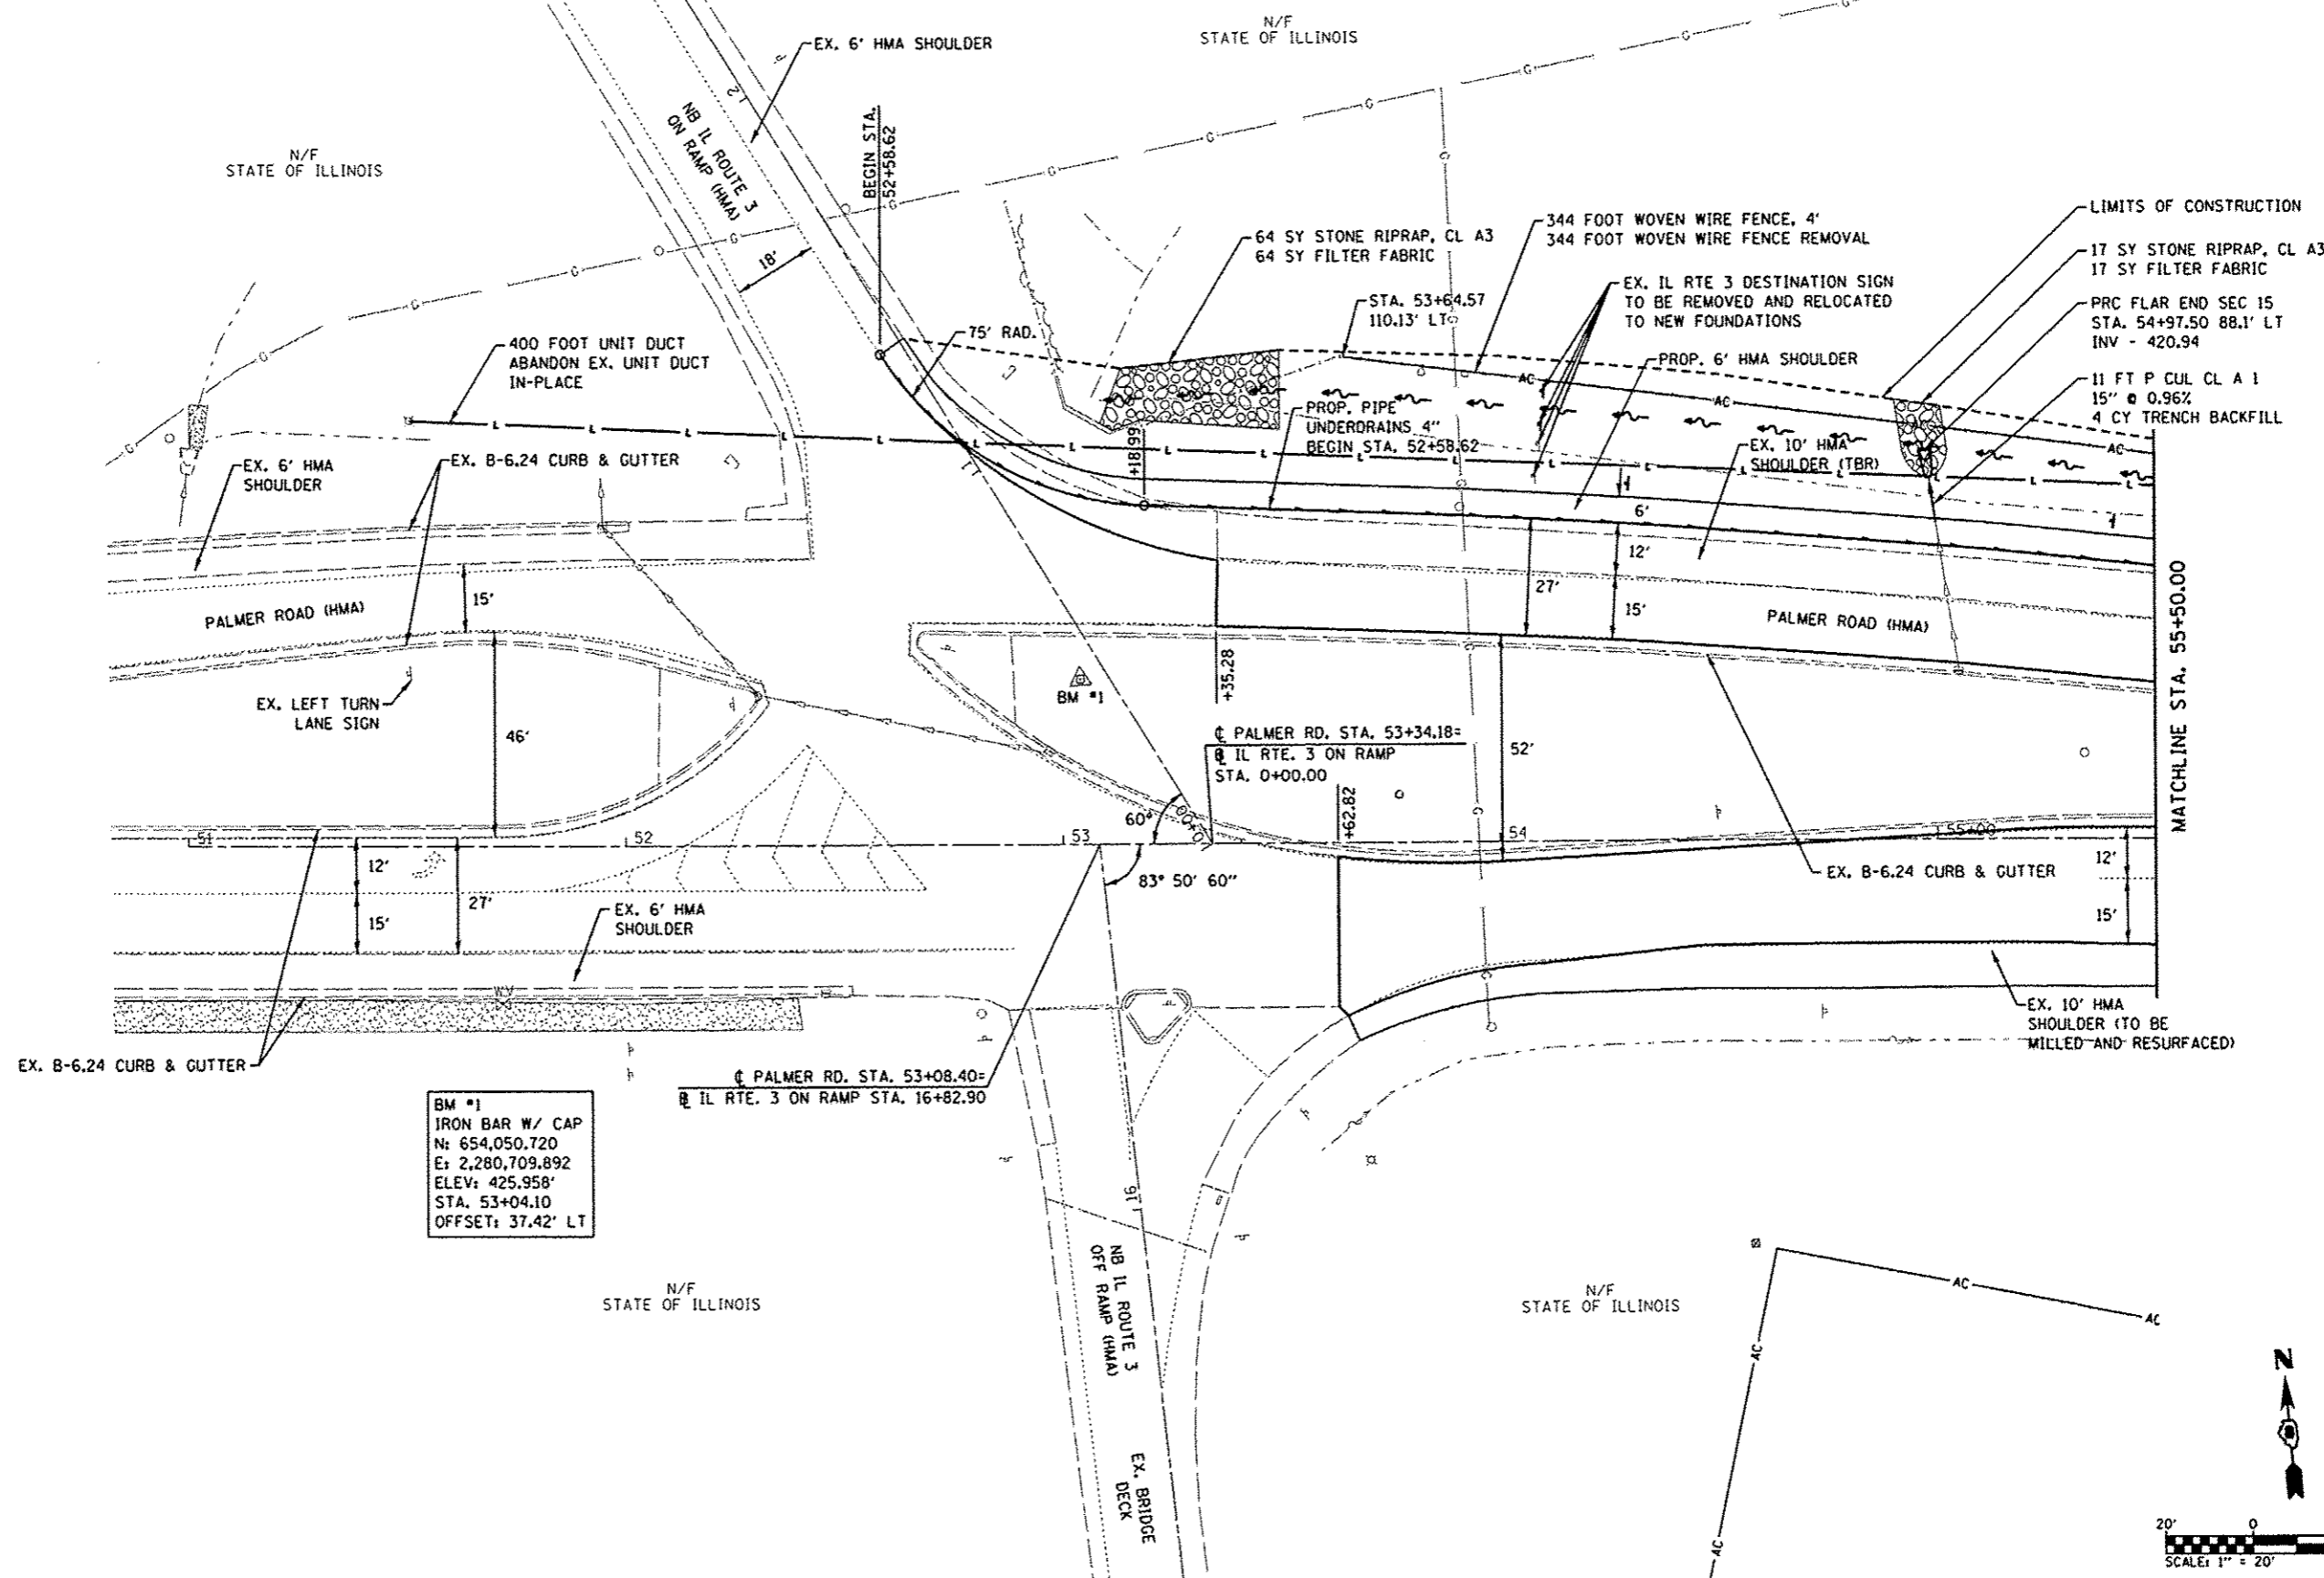 N/F
STATE OF ILLINOIS
EX. 6' HMA SHOULDER
N/F
STATE OF ILLINOIS
NB IL ROUTE 3
ON RAMP (HMA)
12
18'
BEGIN STA.
52+58.62
64 SY STONE RIPRAP, CL A3
64 SY FILTER FABRIC
344 FOOT WOVEN WIRE FENCE, 4'
344 FOOT WOVEN WIRE FENCE REMOVAL
LIMITS OF CONSTRUCTION
17 SY STONE RIPRAP, CL A3
17 SY FILTER FABRIC
EX. IL RTE 3 DESTINATION SIGN
TO BE REMOVED AND RELOCATED
TO NEW FOUNDATIONS
STA. 53+64.57
110.13' LT
PRC FLAR END SEC 15
STA. 54+97.50 88.1' LT
INV - 420.94
75' RAD.
400 FOOT UNIT DUCT
ABANDON EX. UNIT DUCT
IN-PLACE
PROP. 6' HMA SHOULDER
11 FT P CUL CL A 1
15" @ 0.96%
4 CY TRENCH BACKFILL
PROP. PIPE
UNDERDRAINS 4"
BEGIN STA. 52+58.62
EX. 10' HMA
SHOULDER (TBR)
EX. 6' HMA
SHOULDER
EX. B-6.24 CURB & GUTTER
+18.99
11
6'
12'
27'
15'
15'
PALMER ROAD (HMA)
PALMER ROAD (HMA)
MATCHLINE STA. 55+50.00
EX. LEFT TURN
LANE SIGN
46'
BM #1
+35.28
52'
℄ PALMER RD. STA. 53+34.18=
℄ IL RTE. 3 ON RAMP
STA. 0+00.00
60°
00+01
+62.82
51
52
53
54
55+00
83° 50' 60"
12'
15'
27'
12'
15'
EX. B-6.24 CURB & GUTTER
EX. 6' HMA
SHOULDER
WV
EX. 10' HMA
SHOULDER (TO BE
MILLED AND RESURFACED)
EX. B-6.24 CURB & GUTTER
℄ PALMER RD. STA. 53+08.40=
℄ IL RTE. 3 ON RAMP STA. 16+82.90
BM #1
IRON BAR W/ CAP
N: 654,050.720
E: 2,280,709.892
ELEV: 425.958'
STA. 53+04.10
OFFSET: 37.42' LT
16
NB IL ROUTE 3
OFF RAMP (HMA)
N/F
STATE OF ILLINOIS
N/F
STATE OF ILLINOIS
AC
AC
AC
AC
AC
AC
AC
EX. BRIDGE
DECK
N
20'
0
SCALE: 1" = 20'